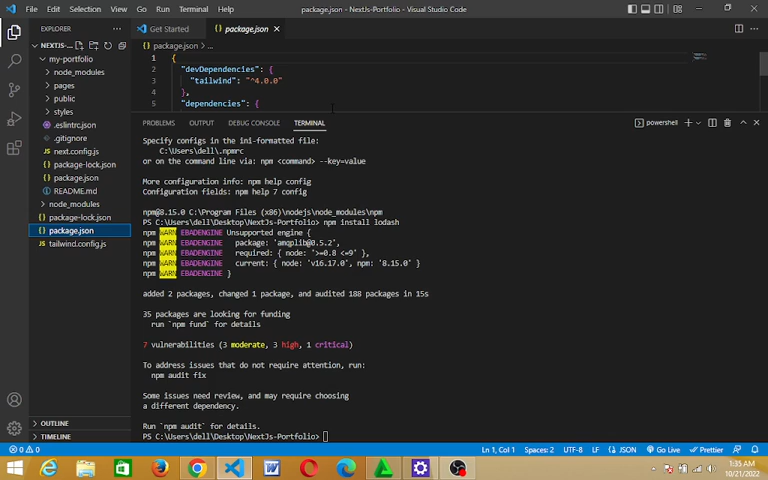 File Edit Selection View Go Run Terminal Help
package.json - NextJs-Portfolio - Visual Studio Code
EXPLORER
Get Started
package.json
NEXTJS-...
package.json > ...
my-portfolio
node_modules
pages
public
styles
.eslintrc.json
.gitignore
next.config.js
package-lock.json
package.json
README.md
node_modules
package-lock.json
package.json
tailwind.config.js
OUTLINE
TIMELINE
1 {
2 "devDependencies": {
3 "tailwind": "^4.0.0"
4 },
5 "dependencies": {
PROBLEMS OUTPUT DEBUG CONSOLE TERMINAL
powershell
Specify configs in the ini-formatted file:
C:\Users\dell\.npmrc
or on the command line via: npm <command> --key=value
More configuration info: npm help config
Configuration fields: npm help 7 config
npm@8.15.0 C:\Program Files (x86)\nodejs\node_modules\npm
PS C:\Users\dell\Desktop\NextJs-Portfolio> npm install lodash
npm WARN EBADENGINE Unsupported engine {
npm WARN EBADENGINE package: 'amqplib@0.5.2',
npm WARN EBADENGINE required: { node: '>=0.8 <=9' },
npm WARN EBADENGINE current: { node: 'v16.17.0', npm: '8.15.0' }
npm WARN EBADENGINE }
added 2 packages, changed 1 package, and audited 188 packages in 15s
35 packages are looking for funding
run `npm fund` for details
7 vulnerabilities (3 moderate, 3 high, 1 critical)
To address issues that do not require attention, run:
npm audit fix
Some issues need review, and may require choosing
a different dependency.
Run `npm audit` for details.
PS C:\Users\dell\Desktop\NextJs-Portfolio>
0 0
Ln 1, Col 1 Spaces: 2 UTF-8 LF {} JSON Go Live Prettier
1:35 AM
10/21/2022